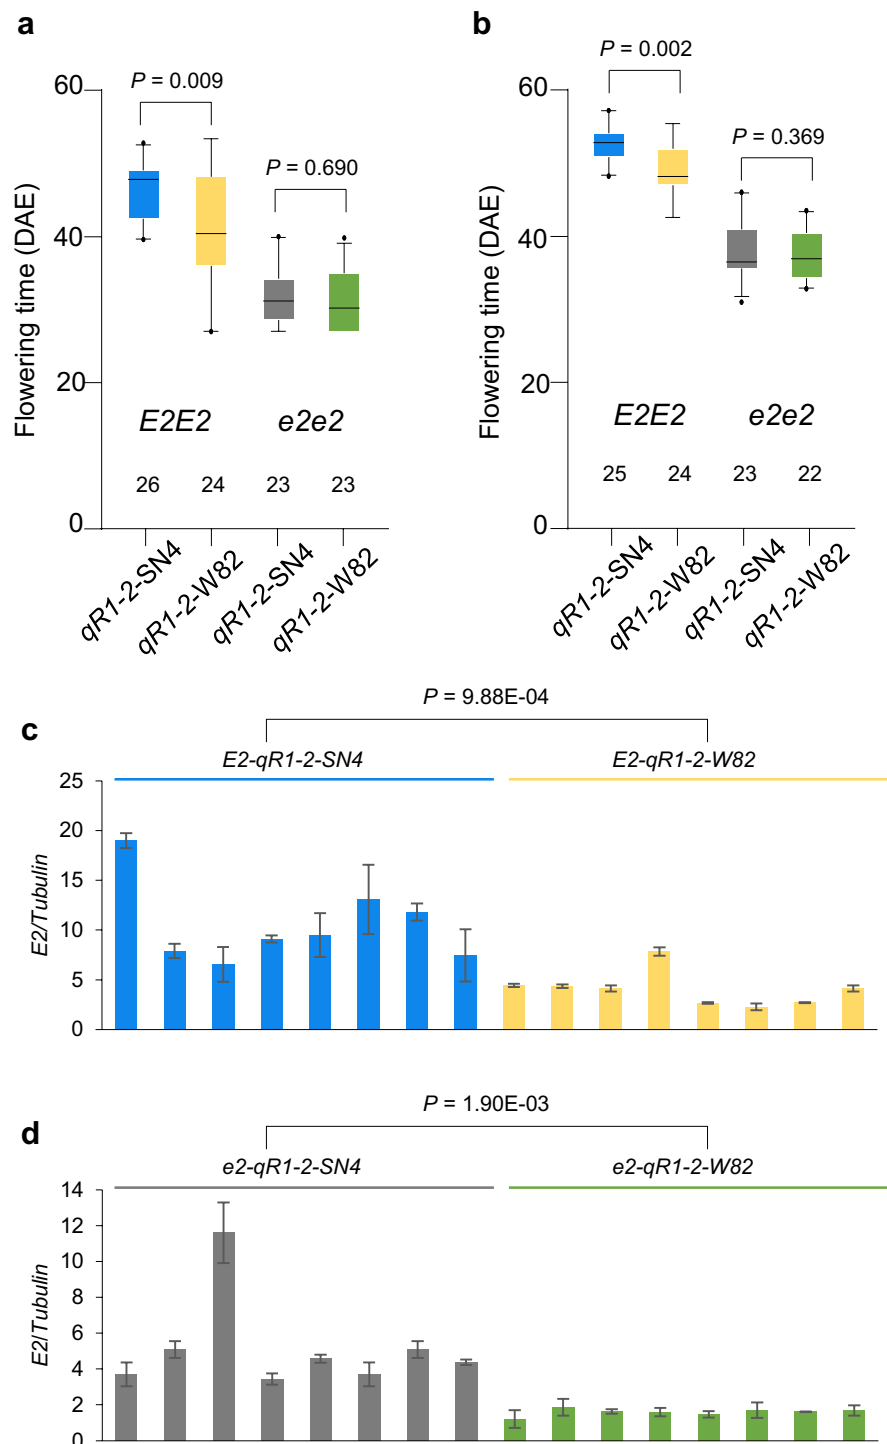 a
P = 0.009
P = 0.690
Flowering time (DAE)
60
40
20
0
E2E2 e2e2
26 24 23 23
qR1-2-SN4 qR1-2-W82 qR1-2-SN4 qR1-2-W82
b
P = 0.002
P = 0.369
Flowering time (DAE)
60
40
20
0
E2E2 e2e2
25 24 23 22
qR1-2-SN4 qR1-2-W82 qR1-2-SN4 qR1-2-W82
P = 9.88E-04
c
E2-qR1-2-SN4 E2-qR1-2-W82
E2/Tubulin
25
20
15
10
5
0
P = 1.90E-03
d
e2-qR1-2-SN4 e2-qR1-2-W82
E2/Tubulin
14
12
10
8
6
4
2
0